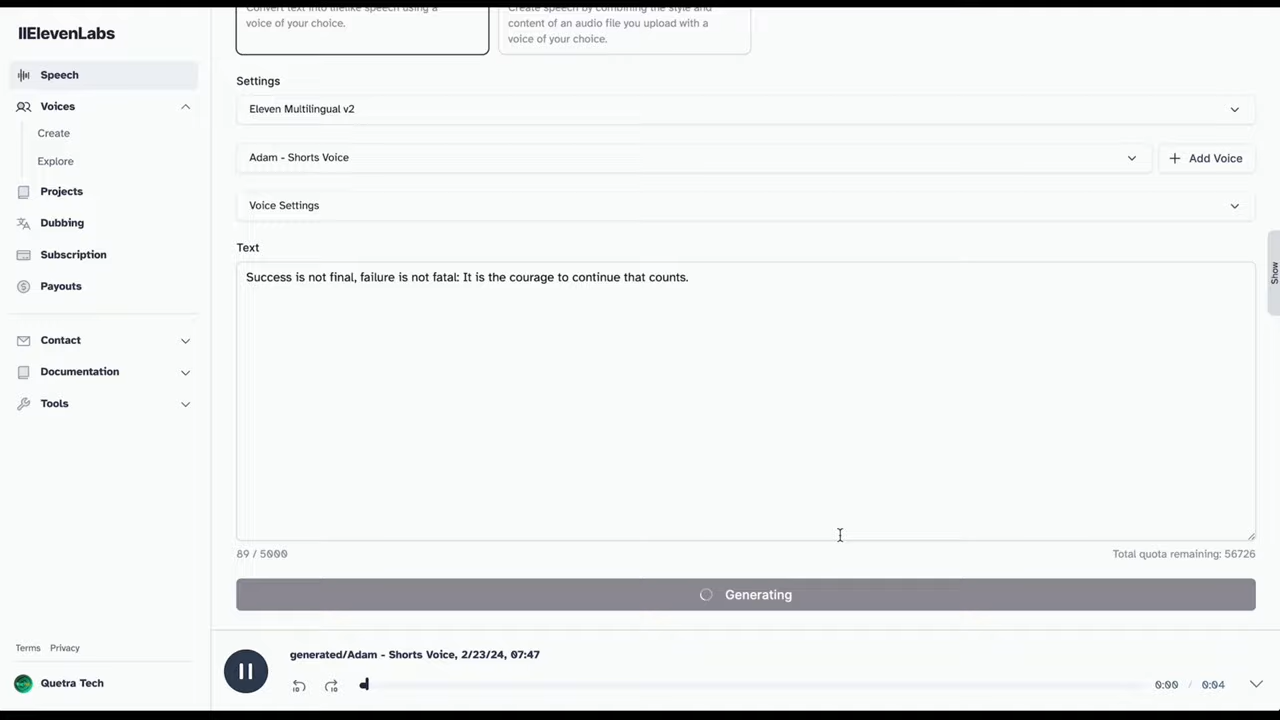 IIElevenLabs
Speech
Voices
Create
Explore
Projects
Dubbing
Subscription
Payouts
Contact
Documentation
Tools
Terms Privacy
Quetra Tech
Convert text into lifelike speech using a
voice of your choice.
Create speech by combining the style and
content of an audio file you upload with a
voice of your choice.
Settings
Eleven Multilingual v2
Adam - Shorts Voice
+ Add Voice
Voice Settings
Text
Success is not final, failure is not fatal: It is the courage to continue that counts.
89 / 5000
Total quota remaining: 56726
Generating
generated/Adam - Shorts Voice, 2/23/24, 07:47
10 10
0:00 / 0:04
Show